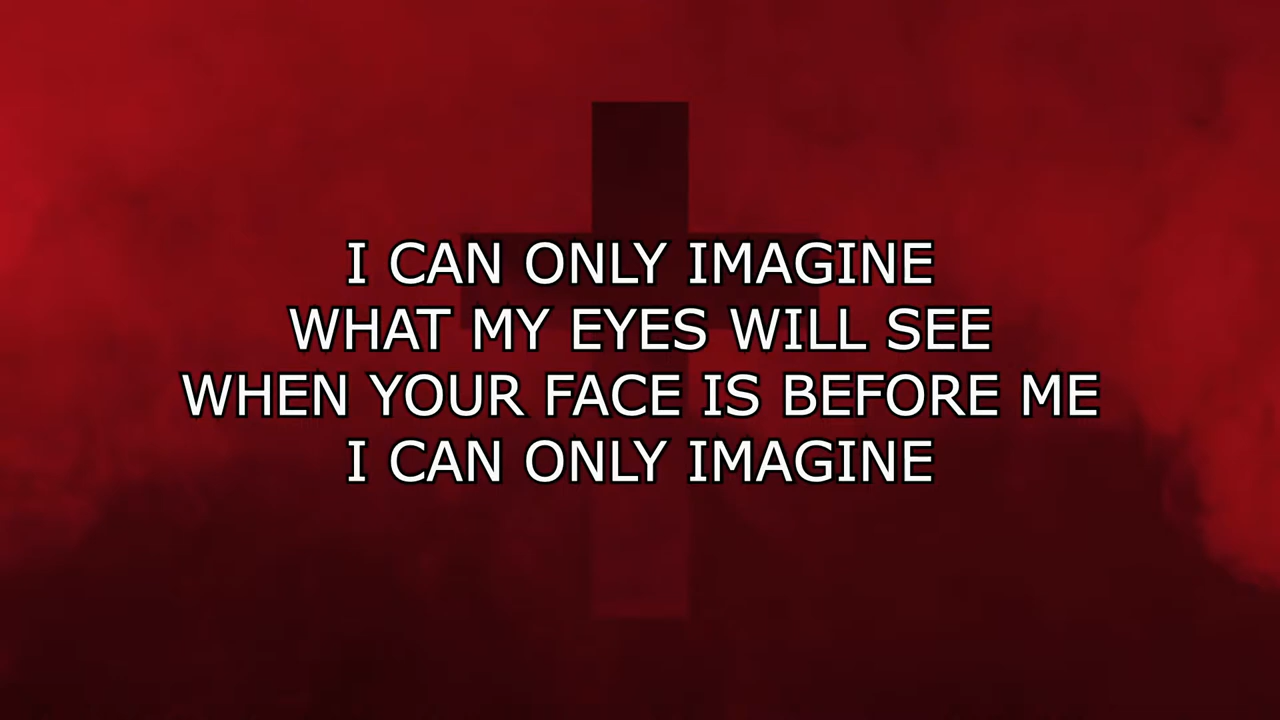 I CAN ONLY IMAGINE
WHAT MY EYES WILL SEE
WHEN YOUR FACE IS BEFORE ME
I CAN ONLY IMAGINE